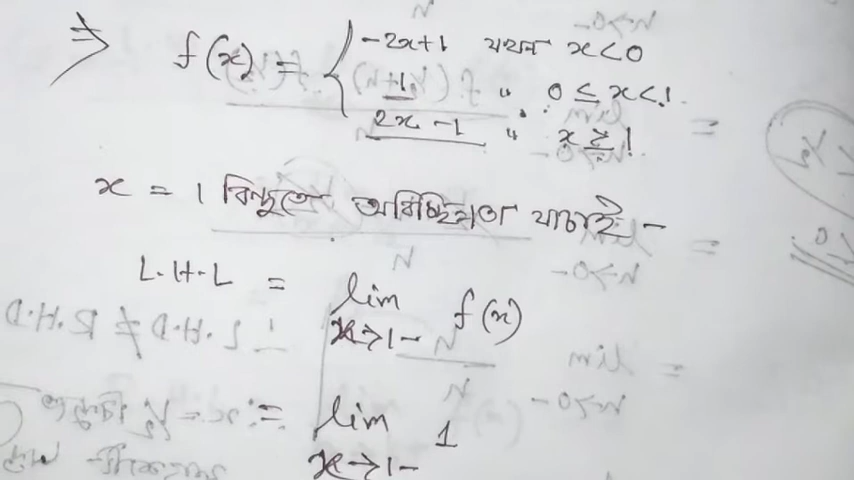 ⇒ f(x) = { -2x+1 যখন x<0
1 " 0 ≤ x<1.
2x -1 " x ≥ 1
x = 1 বিন্দুতে অবিচ্ছিন্নতা যাচাই -
L.H.L = lim f(x)
x→1-
= lim 1
x→1-